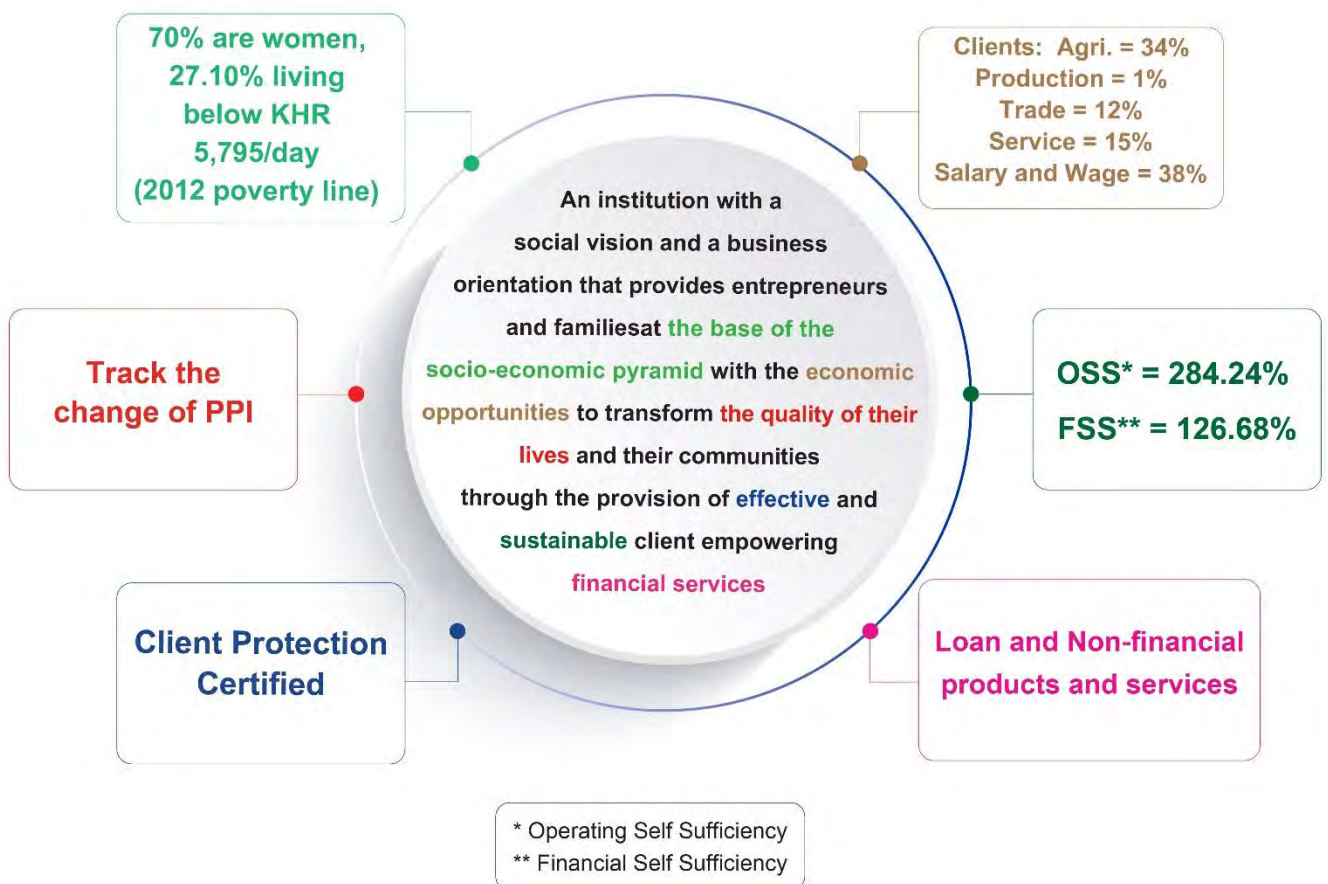 70% are women,
27.10% living
below KHR
5,795/day
(2012 poverty line)
Clients: Agri. = 34%
Production = 1%
Trade = 12%
Service = 15%
Salary and Wage = 38%
An institution with a
social vision and a business
orientation that provides entrepreneurs
and familiesat the base of the
socio-economic pyramid with the economic
opportunities to transform the quality of their
lives and their communities
through the provision of effective and
sustainable client empowering
financial services
Track the
change of PPI
OSS* = 284.24%
FSS** = 126.68%
Client Protection
Certified
Loan and Non-financial
products and services
* Operating Self Sufficiency
** Financial Self Sufficiency